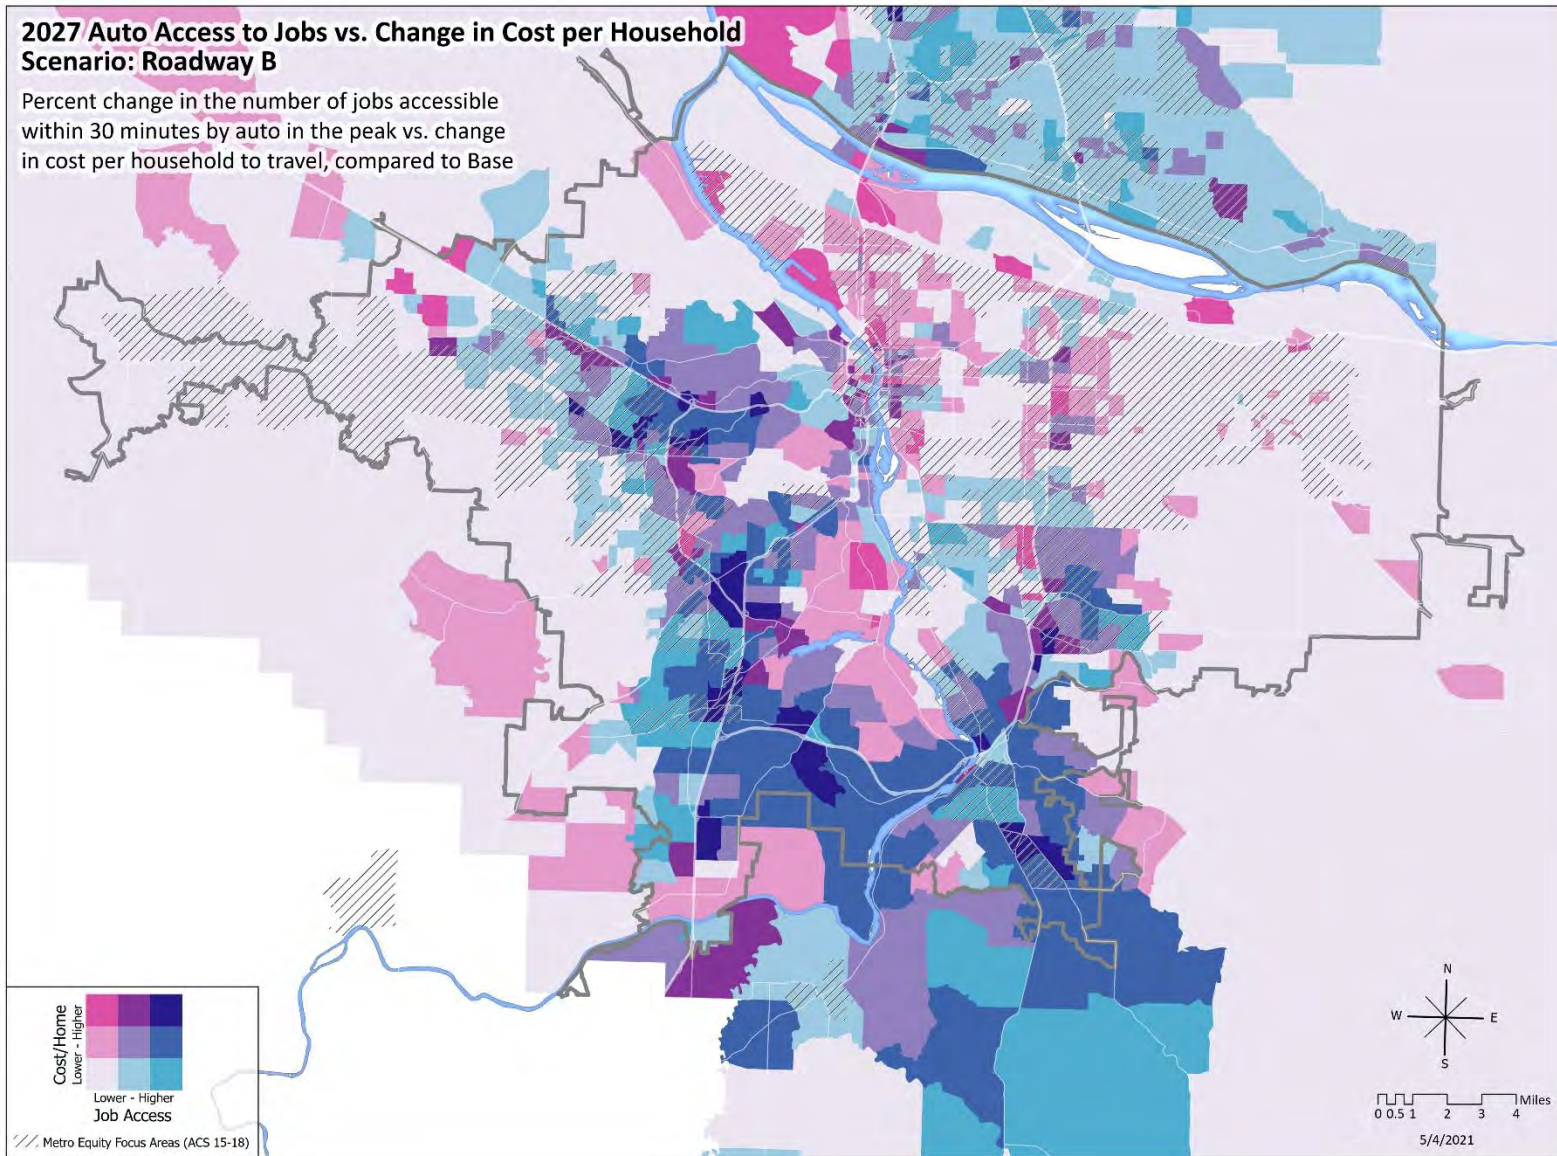 2027 Auto Access to Jobs vs. Change in Cost per Household
Scenario: Roadway B
Percent change in the number of jobs accessible
within 30 minutes by auto in the peak vs. change
in cost per household to travel, compared to Base
Cost/Home
Lower - Higher
Lower - Higher
Job Access
Metro Equity Focus Areas (ACS 15-18)
N
W E
S
Miles
0 0.5 1 2 3 4
5/4/2021